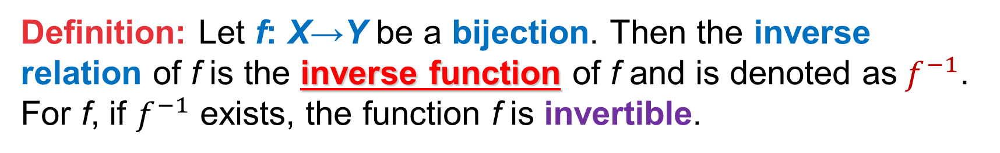 Definition: Let f: X→Y be a bijection. Then the inverse
relation of f is the inverse function of f and is denoted as f⁻¹.
For f, if f⁻¹ exists, the function f is invertible.